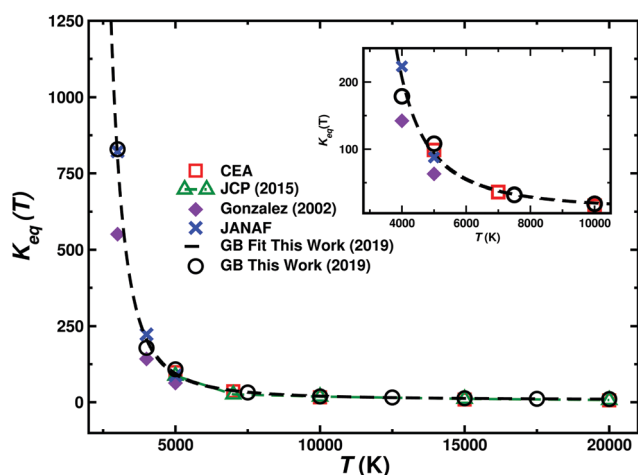 1250
1000
750
500
250
0
K_eq(T)
5000
10000
15000
20000
T (K)
CEA
JCP (2015)
Gonzalez (2002)
JANAF
GB Fit This Work (2019)
GB This Work (2019)
200
100
K_eq(T)
4000
6000
8000
10000
T (K)